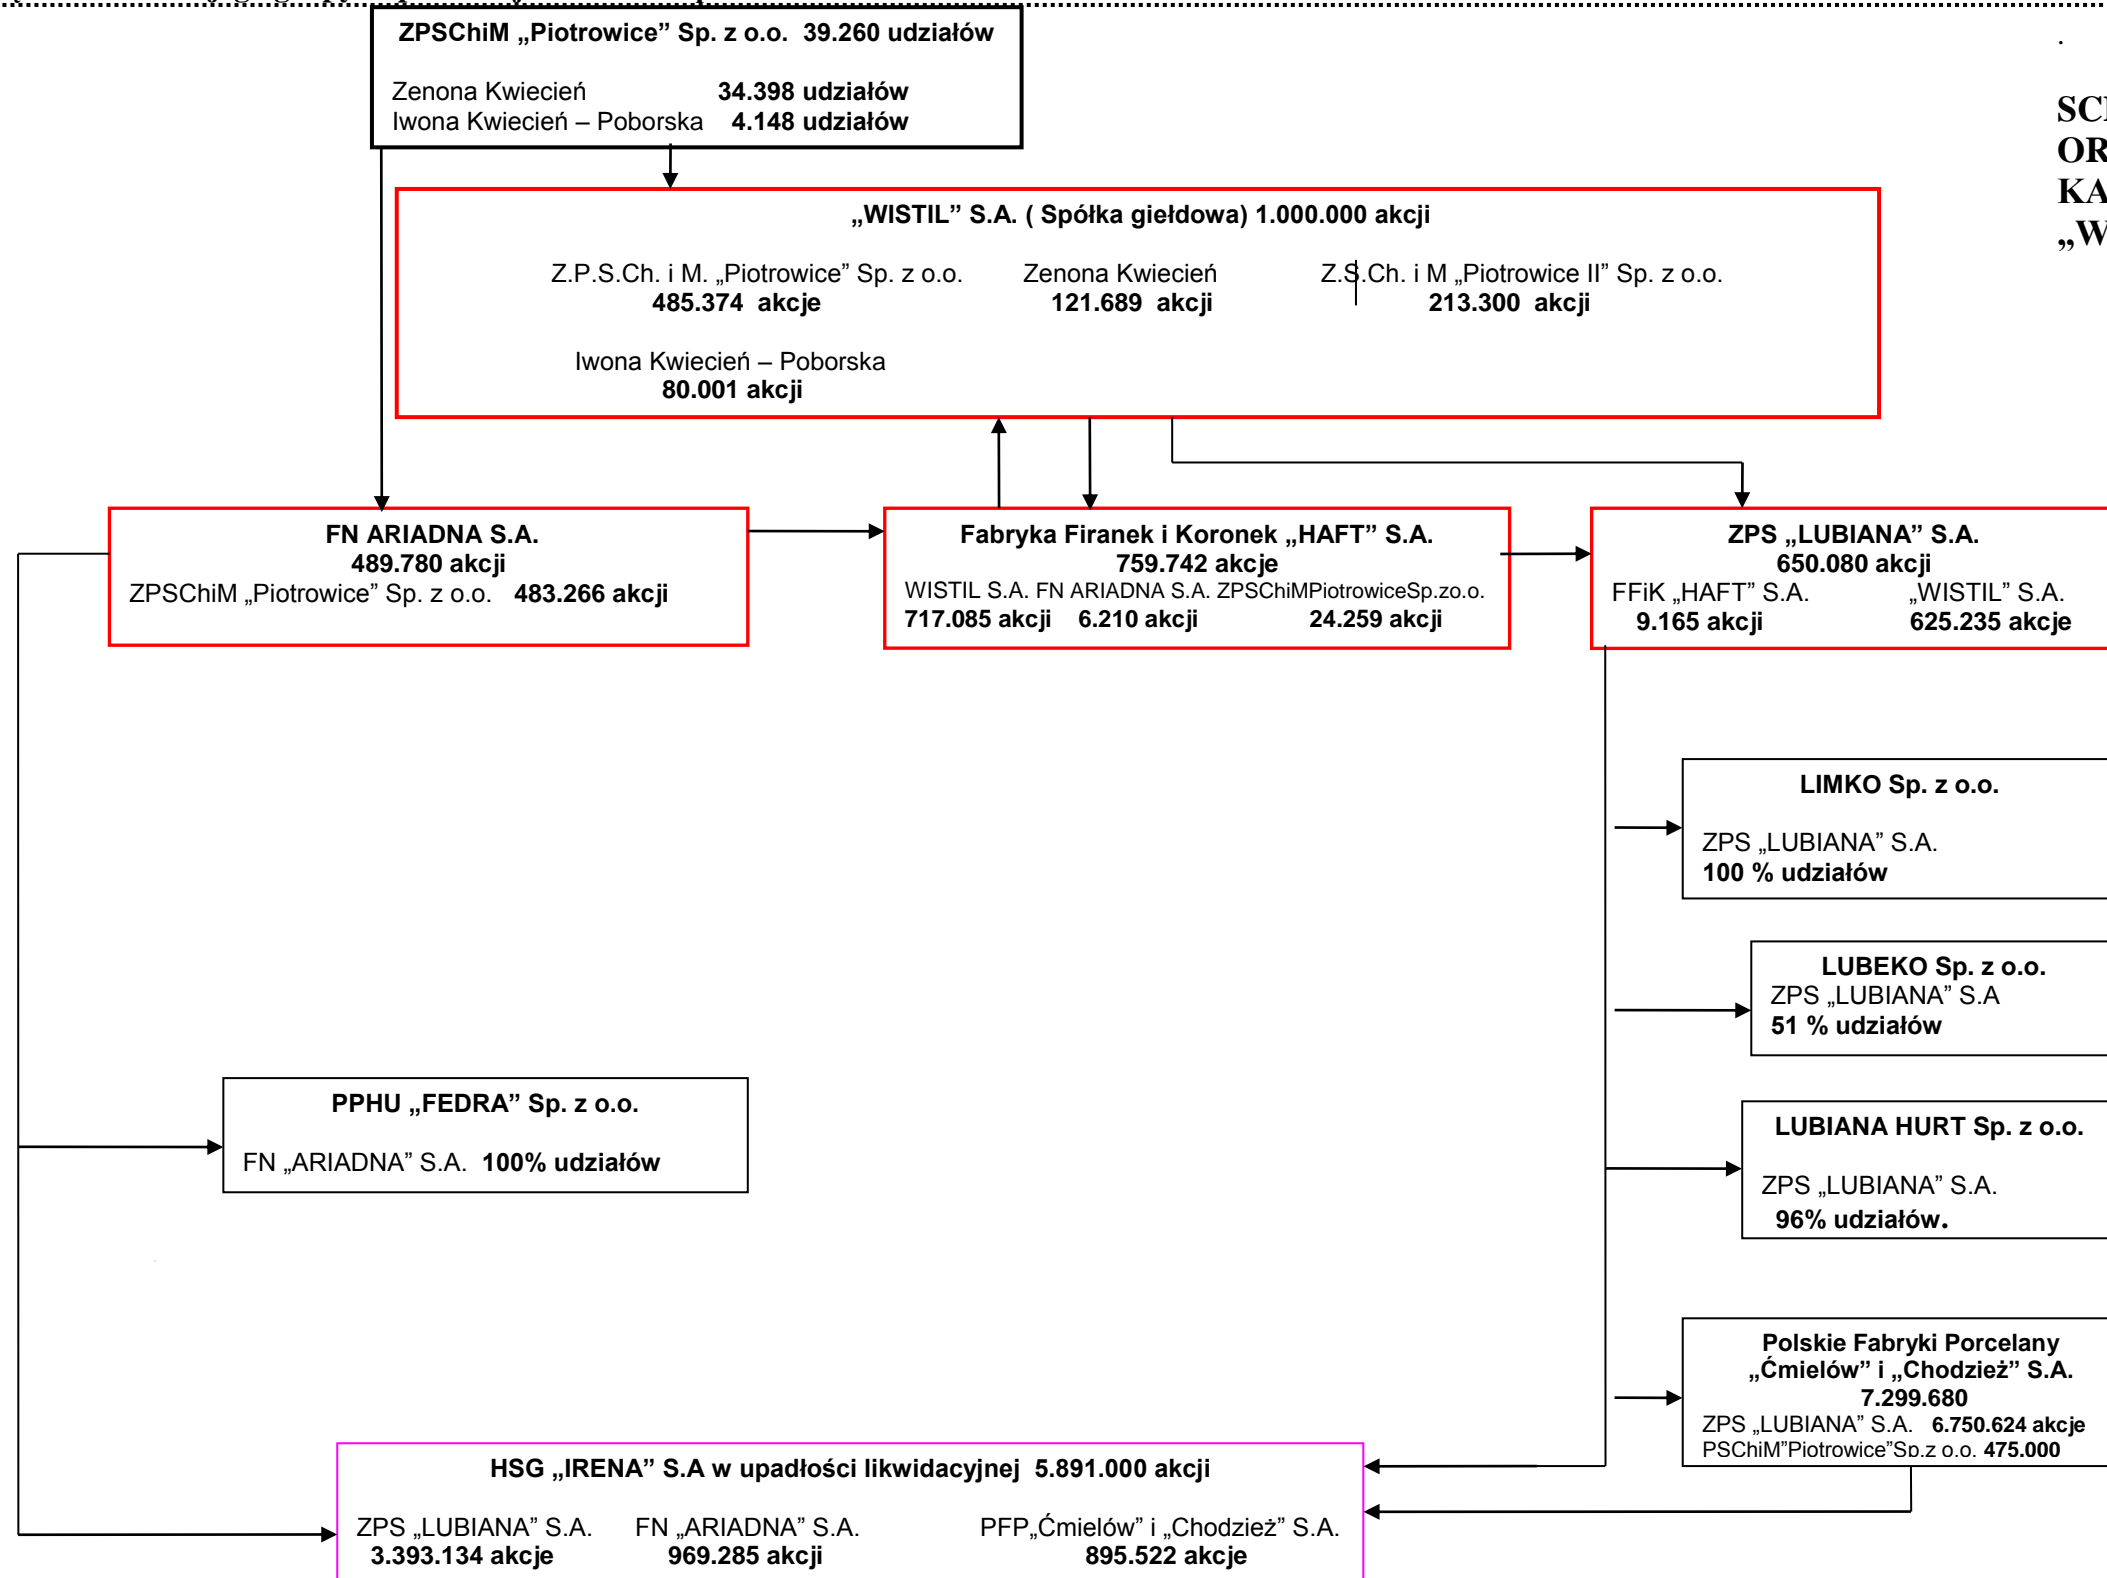 ZPSChiM „Piotrowice” Sp. z o.o. 39.260 udziałów
Zenona Kwiecień 34.398 udziałów
Iwona Kwiecień – Poborska 4.148 udziałów
.
„WISTIL” S.A. ( Spółka giełdowa) 1.000.000 akcji
Z.P.S.Ch. i M. „Piotrowice” Sp. z o.o. Zenona Kwiecień Z.S.Ch. i M „Piotrowice II” Sp. z o.o.
485.374 akcje 121.689 akcji 213.300 akcji
Iwona Kwiecień – Poborska
80.001 akcji
FN ARIADNA S.A.
489.780 akcji
ZPSChiM „Piotrowice” Sp. z o.o. 483.266 akcji
Fabryka Firanek i Koronek „HAFT” S.A.
759.742 akcje
WISTIL S.A. FN ARIADNA S.A. ZPSChiMPiotrowiceSp.zo.o.
717.085 akcji 6.210 akcji 24.259 akcji
ZPS „LUBIANA” S.A.
650.080 akcji
FFiK „HAFT” S.A. „WISTIL” S.A.
9.165 akcji 625.235 akcje
LIMKO Sp. z o.o.
ZPS „LUBIANA” S.A.
100 % udziałów
LUBEKO Sp. z o.o.
ZPS „LUBIANA” S.A
51 % udziałów
PPHU „FEDRA” Sp. z o.o.
FN „ARIADNA” S.A. 100% udziałów
LUBIANA HURT Sp. z o.o.
ZPS „LUBIANA” S.A.
96% udziałów.
Polskie Fabryki Porcelany
„Ćmielów” i „Chodzież” S.A.
7.299.680
ZPS „LUBIANA” S.A. 6.750.624 akcje
PSChiM”Piotrowice”Sp.z o.o. 475.000
HSG „IRENA” S.A w upadłości likwidacyjnej 5.891.000 akcji
ZPS „LUBIANA” S.A. FN „ARIADNA” S.A. PFP„Ćmielów” i „Chodzież” S.A.
3.393.134 akcje 969.285 akcji 895.522 akcje